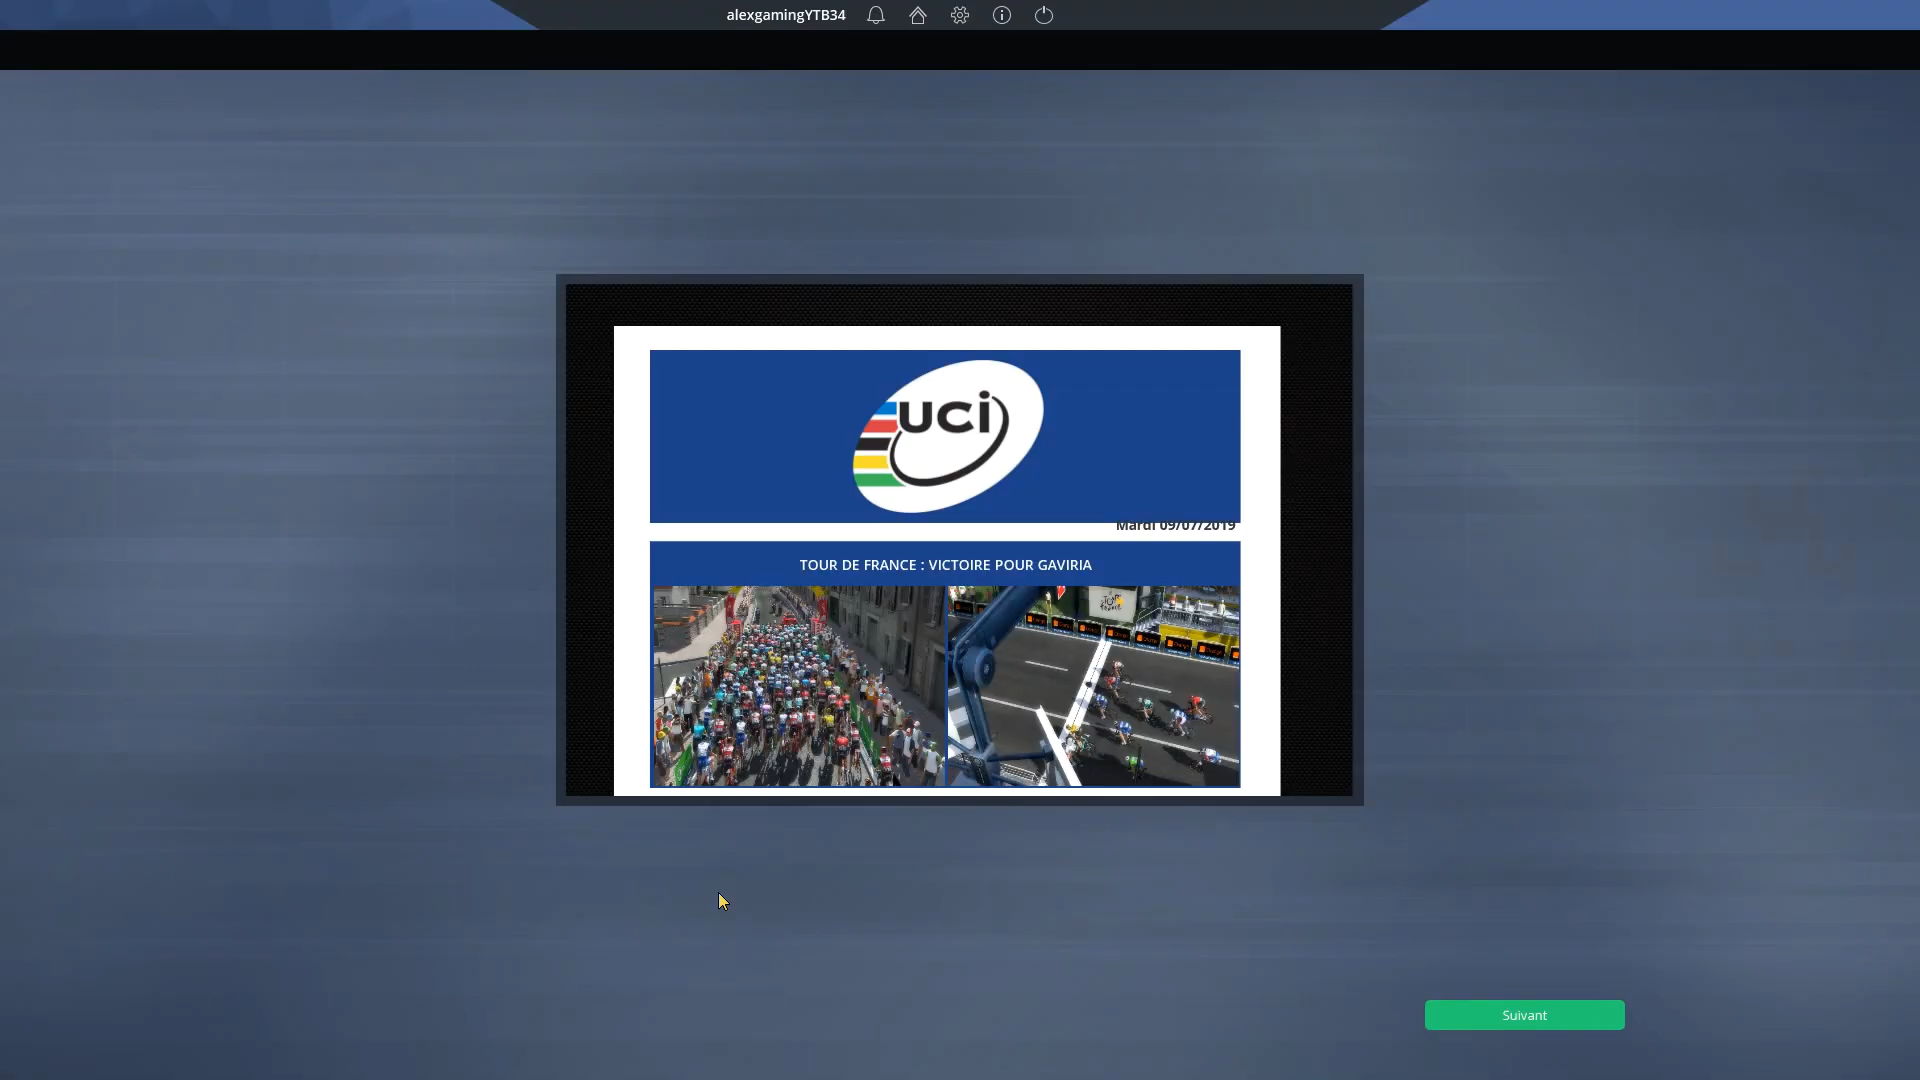 alexgamingYTB34
uci
Mardi 09/07/2019
TOUR DE FRANCE : VICTOIRE POUR GAVIRIA
Suivant